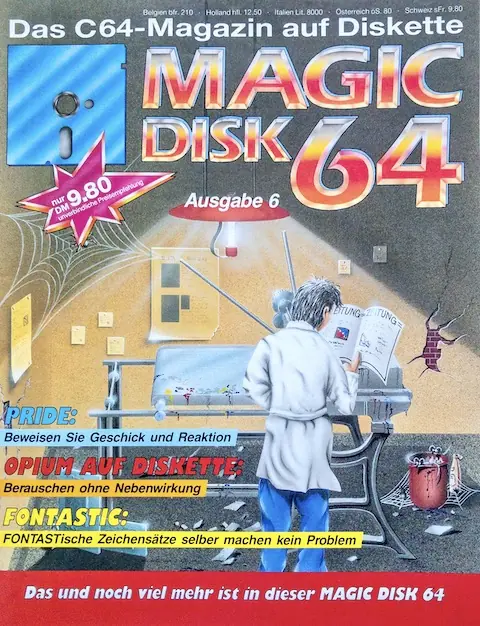 Belgien bfr. 210 · Holland hfl. 12.50 · Italien Lit. 8000 · Österreich öS. 80 · Schweiz sFr. 9.80
Das C64-Magazin auf Diskette
MAGIC
DISK 64
nur
DM 9.80
unverbindliche Preisempfehlung
Ausgabe 6
ZEITUNG
ZEITUNG
PRIDE:
Beweisen Sie Geschick und Reaktion
OPIUM AUF DISKETTE:
Berauschen ohne Nebenwirkung
FONTASTIC:
FONTASTische Zeichensätze selber machen kein Problem
Das und noch viel mehr ist in dieser MAGIC DISK 64